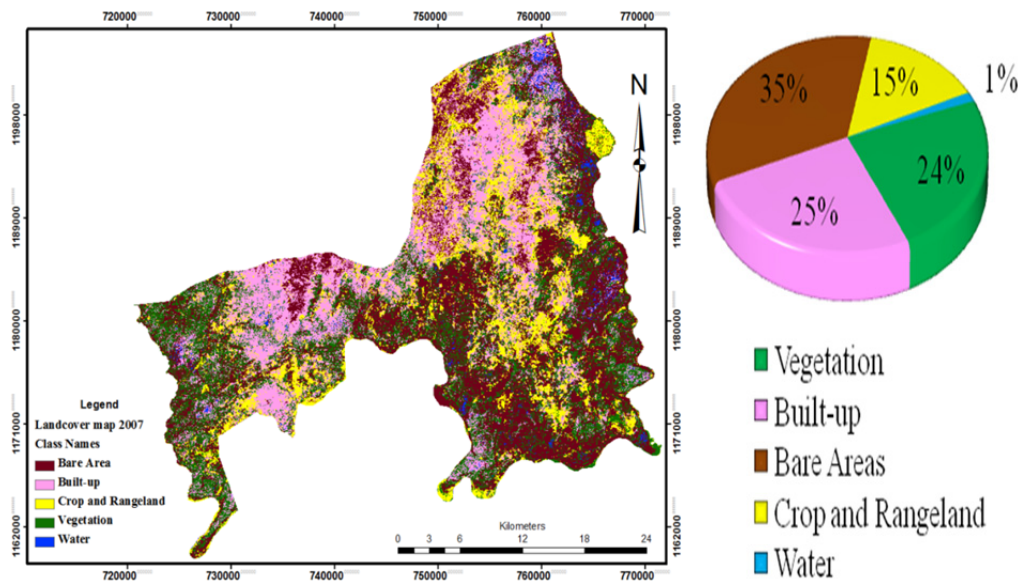 720000 730000 740000 750000 760000 770000
1198000 1198000
1189000 1189000
1180000 1180000
1171000 1171000
1162000 1162000
N
Legend
Landcover map 2007
Class Names
Bare Area
Built-up
Crop and Rangeland
Vegetation
Water
Kilometers
0 3 6 12 18 24
720000 730000 740000 750000 760000 770000
35%
15%
1%
24%
25%
Vegetation
Built-up
Bare Areas
Crop and Rangeland
Water